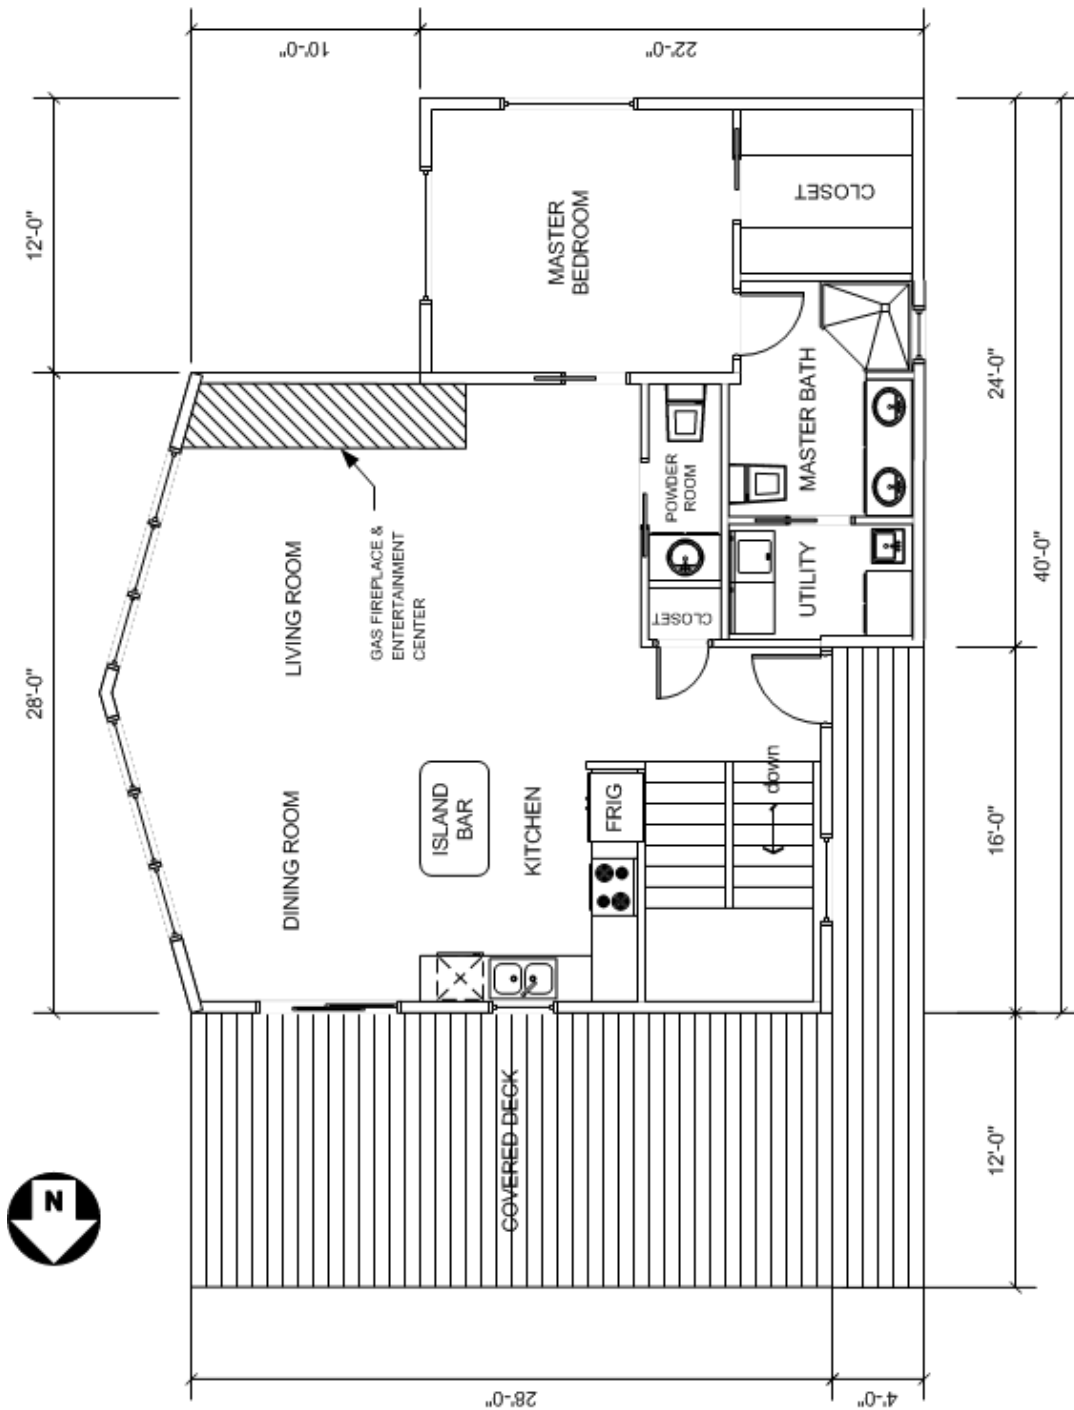 10'-0"
22'-0"
12'-0"
28'-0"
MASTER
BEDROOM
CLOSET
MASTER BATH
24'-0"
40'-0"
POWDER
ROOM
UTILITY
CLOSET
LIVING ROOM
GAS FIREPLACE &
ENTERTAINMENT
CENTER
DINING ROOM
ISLAND
BAR
KITCHEN
FRIG
down
16'-0"
COVERED DECK
12'-0"
N
28'-0"
4'-0"